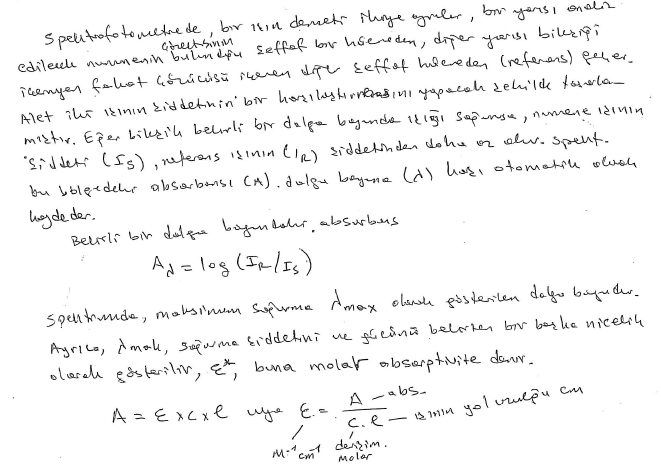 Spektrofotometrede, bir ışın demeti ikiye ayrılır, bir yarısı analiz
çözeltisinin
edilecek numunenin bulunduğu şeffaf bir hücreden, diğer yarısı bileşiği
içermeyen fakat çözücüsü içeren diğer şeffaf hücreden (referans) geçer.
Alet iki ışının şiddetinin bir karşılaştırmasını yapacak şekilde tasarlan-
mıştır. Eğer bileşik belirli bir dalga boyunda ışığı soğurursa, numune ışının
şiddeti (IS), referans ışının (IR) şiddetinden daha az olur. Spekt.
bu bölgedeki absorbansı (A). dalga boyuna (λ) karşı otomatik olarak
kaydeder.
Belirli bir dalga boyundaki absorbans
Aλ = log (IR/IS)
Spektrumda, maksimum soğurma λmax olarak gösterilen dalga boyudur.
Ayrıca, soğurma şiddetini ve gücünü belirten bir başka nicelik
olarak gösterilir, ε*, buna molar absorptivite denir.
A = ε x c x l veya ε = A / c.l
abs.
ışının yol uzunluğu cm
M⁻¹ cm⁻¹ derişim.
molar